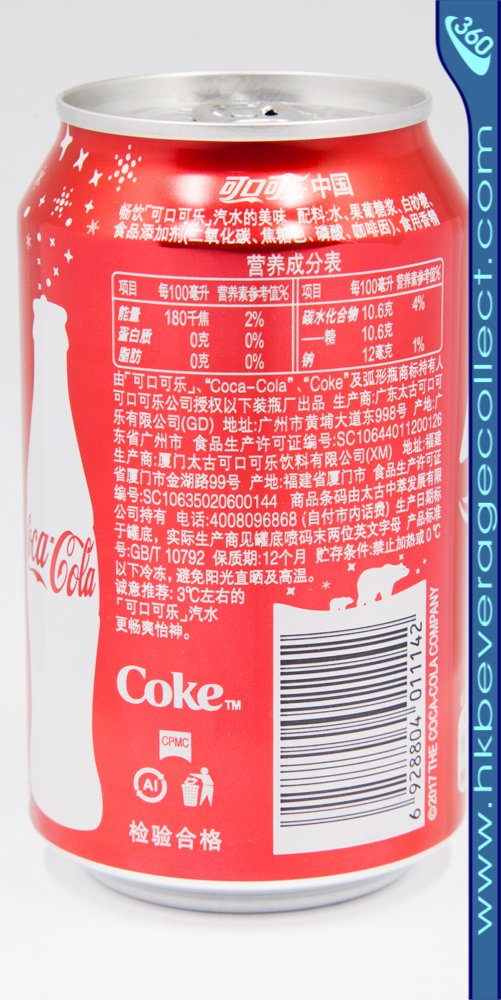 可口可乐中国
畅饮「可口可乐」汽水的美味 配料:水、果葡糖浆、白砂糖、
食品添加剂(二氧化碳、焦糖色、磷酸、咖啡因)、食用香精
营养成分表
项目 每100毫升 营养素参考值% 项目 每100毫升 营养素参考值%
能量 180千焦 2% 碳水化合物 10.6克 4%
蛋白质 0克 0% ——糖 10.6克
脂肪 0克 0% 钠 12毫克 1%
由「可口可乐」、“Coca-Cola”、“Coke”及弧形瓶商标持有人
可口可乐公司授权以下装瓶厂出品 生产商:广东太古可口可
乐有限公司(GD) 地址:广州市黄埔大道东998号 产地:广
东省广州市 食品生产许可证编号:SC10644011200126
生产商:厦门太古可口可乐饮料有限公司(XM) 地址:福建
省厦门市金湖路99号 产地:福建省厦门市 食品生产许可证
编号:SC10635020600144 商品条码由太古中萃发展有限
公司持有 电话:4008096868 (自付市内话费) 生产日期标
于罐底, 实际生产商见罐底喷码末两位英文字母 产品标准
号:GB/T 10792 保质期:12个月 贮存条件:禁止加热或0℃
以下冷冻, 避免阳光直晒及高温。
诚意推荐: 3℃左右的
「可口可乐」汽水
更畅爽怡神。
Coca-Cola
Coke™
CPMC
Al
检验合格
6 928804 011142
©2017 THE COCA-COLA COMPANY
360
www.hkbeveragecollect.com